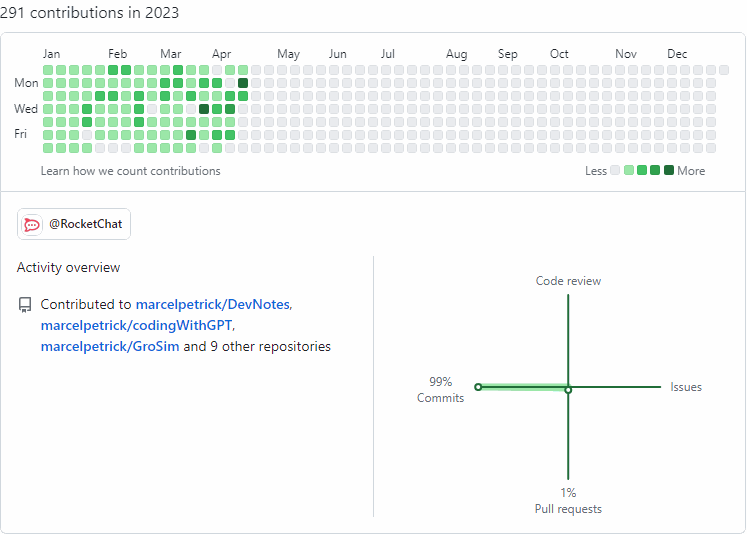 291 contributions in 2023
Jan Feb Mar Apr May Jun Jul Aug Sep Oct Nov Dec
Mon
Wed
Fri
Learn how we count contributions
Less More
@RocketChat
Activity overview
Contributed to marcelpetrick/DevNotes,
marcelpetrick/codingWithGPT,
marcelpetrick/GroSim and 9 other repositories
Code review
99%
Commits
Issues
1%
Pull requests